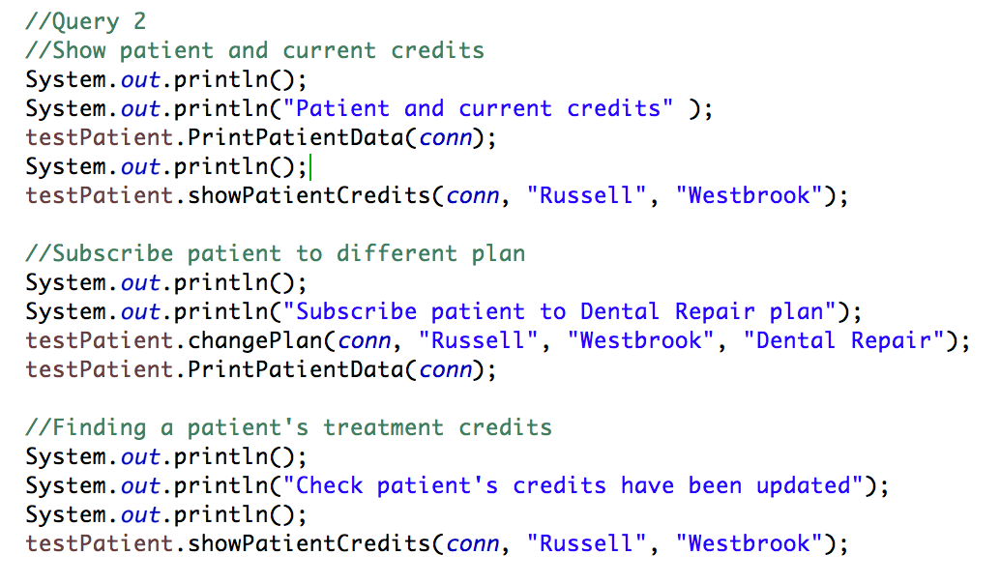 //Query 2
//Show patient and current credits
System.out.println();
System.out.println("Patient and current credits" );
testPatient.PrintPatientData(conn);
System.out.println();
testPatient.showPatientCredits(conn, "Russell", "Westbrook");
//Subscribe patient to different plan
System.out.println();
System.out.println("Subscribe patient to Dental Repair plan");
testPatient.changePlan(conn, "Russell", "Westbrook", "Dental Repair");
testPatient.PrintPatientData(conn);
//Finding a patient's treatment credits
System.out.println();
System.out.println("Check patient's credits have been updated");
System.out.println();
testPatient.showPatientCredits(conn, "Russell", "Westbrook");